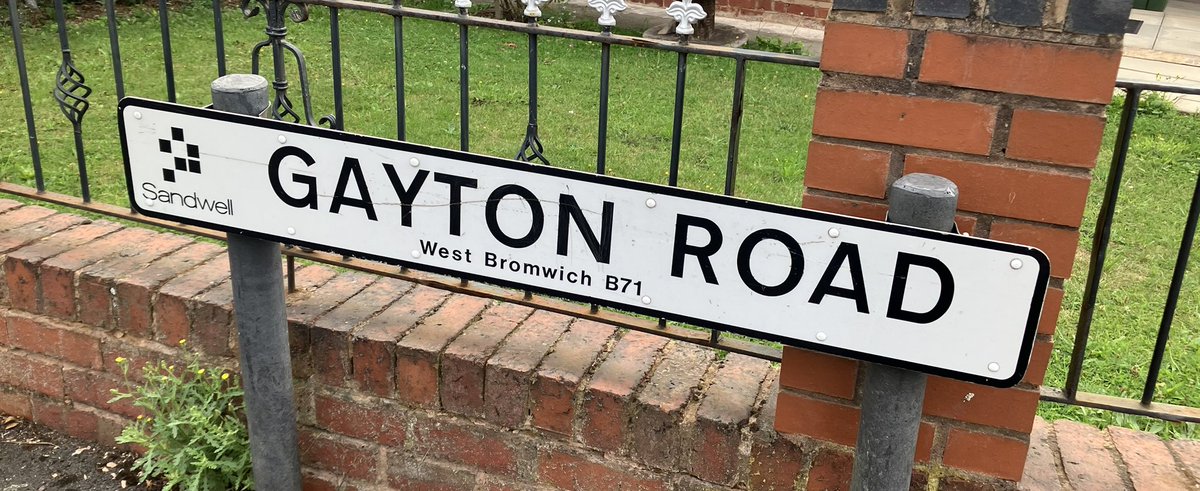 Sandwell
GAYTON ROAD
West Bromwich B71